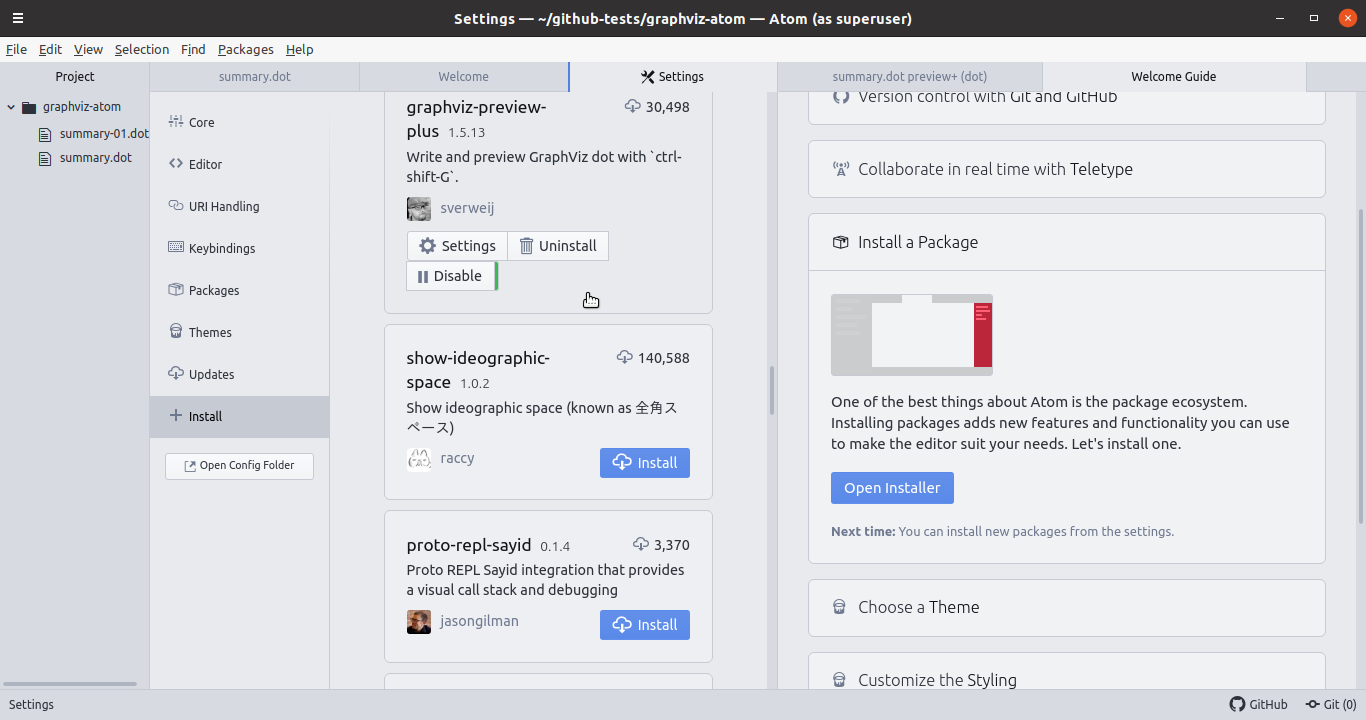 Settings — ~/github-tests/graphviz-atom — Atom (as superuser)
File Edit View Selection Find Packages Help
Project
summary.dot
Welcome
Settings
summary.dot preview+ (dot)
Welcome Guide
graphviz-atom
summary-01.dot
summary.dot
Core
Editor
URI Handling
Keybindings
Packages
Themes
Updates
Install
Open Config Folder
graphviz-preview-
plus 1.5.13
30,498
Write and preview GraphViz dot with `ctrl-
shift-G`.
sverweij
Settings
Uninstall
Disable
show-ideographic-
space 1.0.2
140,588
Show ideographic space (known as 全角ス
ペース)
raccy
Install
proto-repl-sayid 0.1.4
3,370
Proto REPL Sayid integration that provides
a visual call stack and debugging
jasongilman
Install
Version control with Git and GitHub
Collaborate in real time with Teletype
Install a Package
One of the best things about Atom is the package ecosystem.
Installing packages adds new features and functionality you can use
to make the editor suit your needs. Let's install one.
Open Installer
Next time: You can install new packages from the settings.
Choose a Theme
Customize the Styling
Settings
GitHub
Git (0)